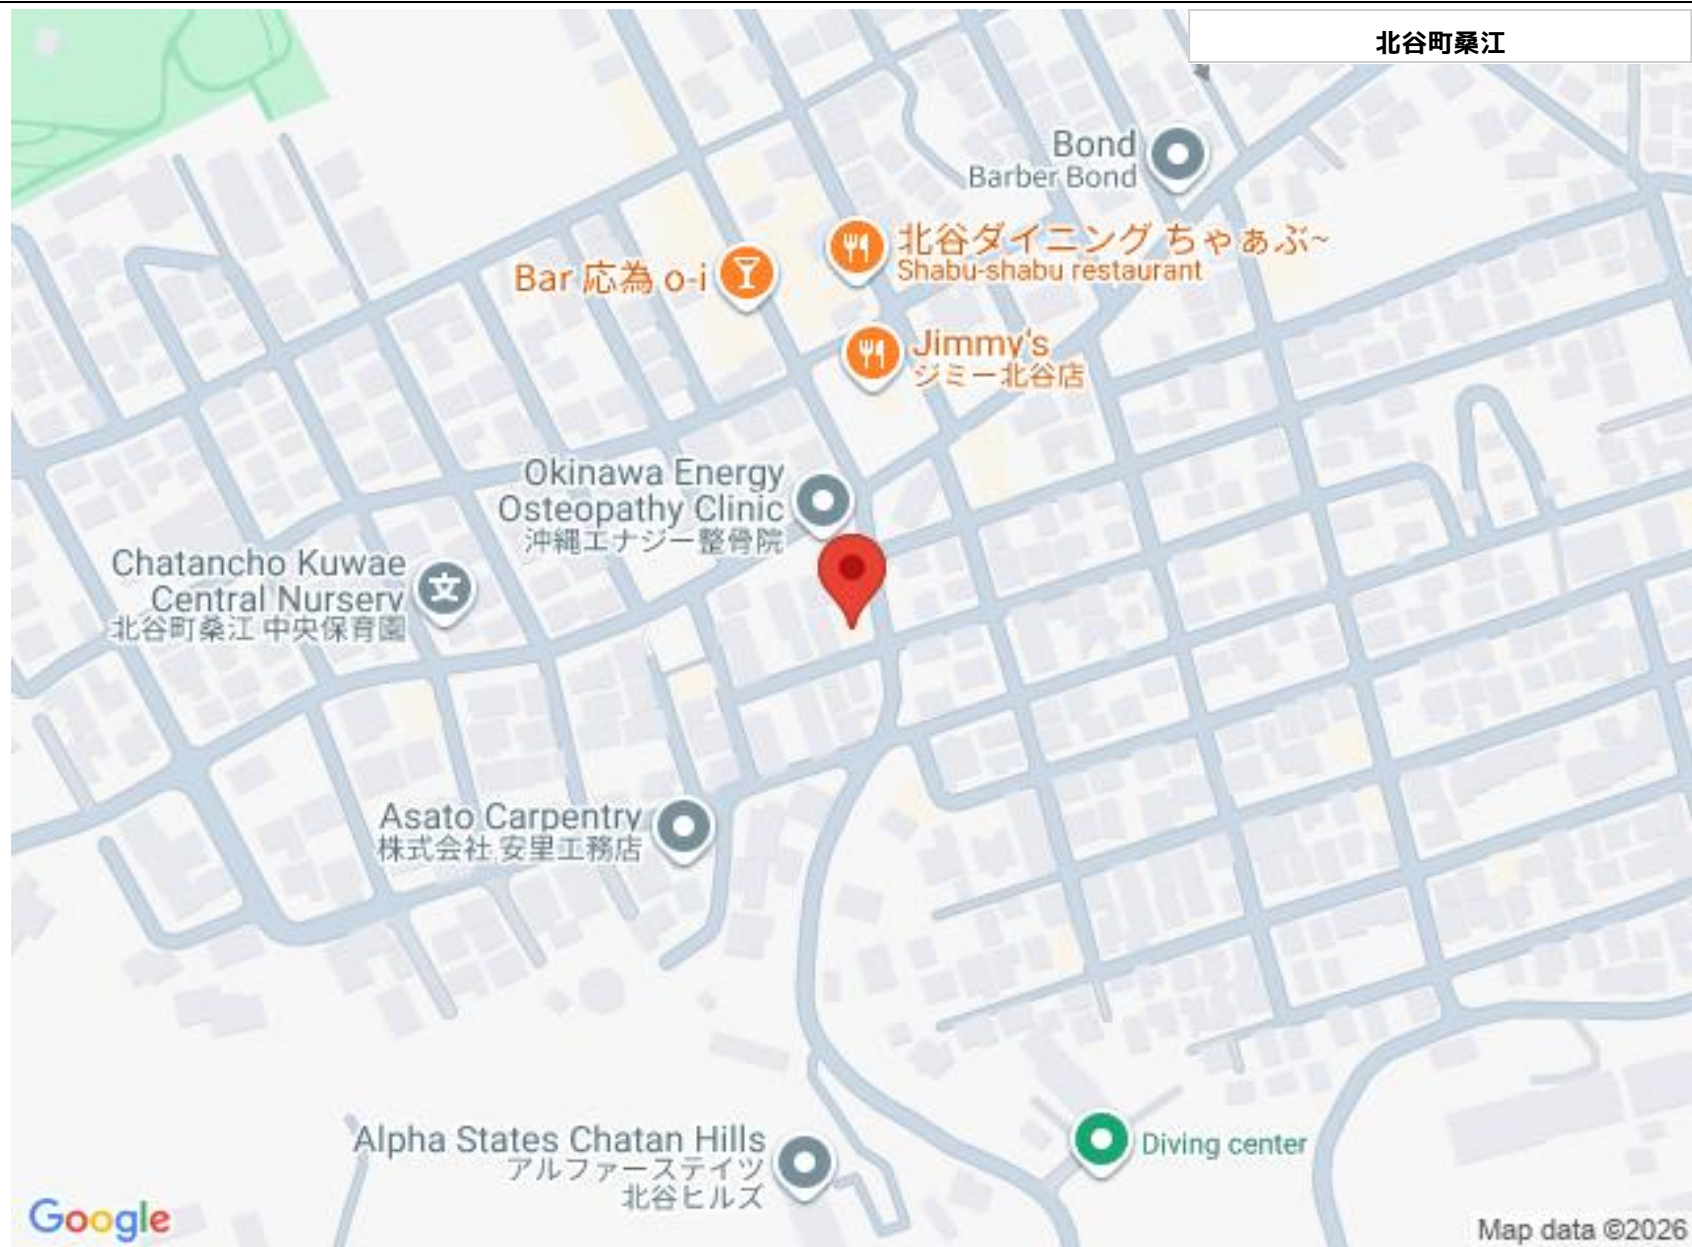 北谷町桑江
Bond
Barber Bond
北谷ダイニング ちゃぁぶ~
Shabu-shabu restaurant
Bar 応為 o-i
Jimmy's
ジミー北谷店
Okinawa Energy
Osteopathy Clinic
沖縄エナジー整骨院
Chatancho Kuwae
Central Nursery
北谷町桑江 中央保育園
文
Asato Carpentry
株式会社 安里工務店
Alpha States Chatan Hills
アルファーステイツ
北谷ヒルズ
Diving center
Google
Map data ©2026